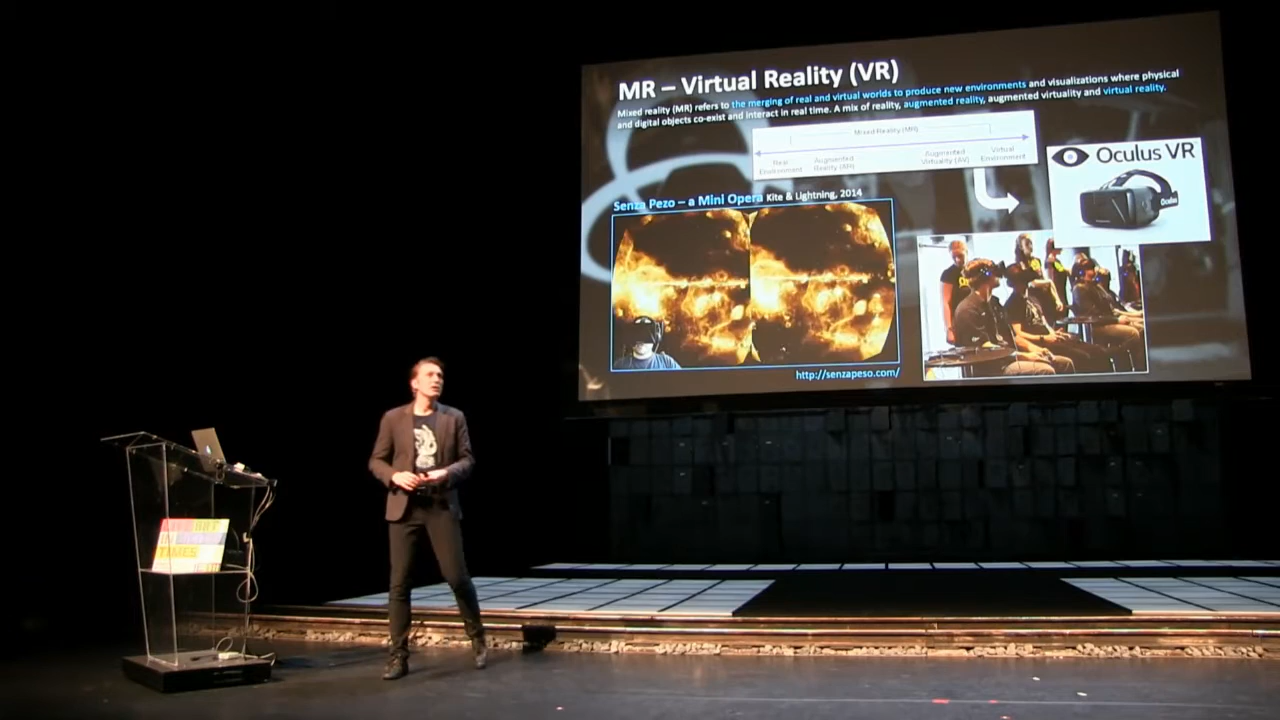 MR – Virtual Reality (VR)
Mixed reality (MR) refers to the merging of real and virtual worlds to produce new environments and visualizations where physical
and digital objects co-exist and interact in real time. A mix of reality, augmented reality, augmented virtuality and virtual reality.
Mixed Reality (MR)
Real Environment
Augmented Reality (AR)
Augmented Virtuality (AV)
Virtual Environment
Oculus VR
Senza Pezo – a Mini Opera Kite & Lightning, 2014
http://senzapeso.com/
ART
IN
TIMES